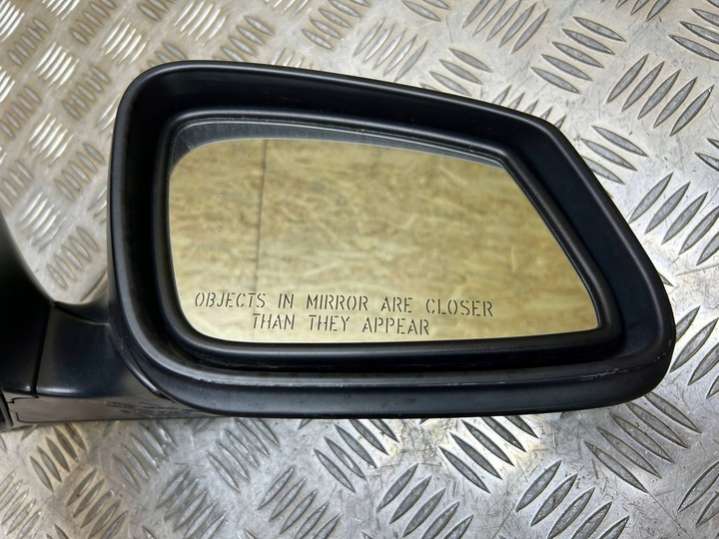 OBJECTS IN MIRROR ARE CLOSER
THAN THEY APPEAR